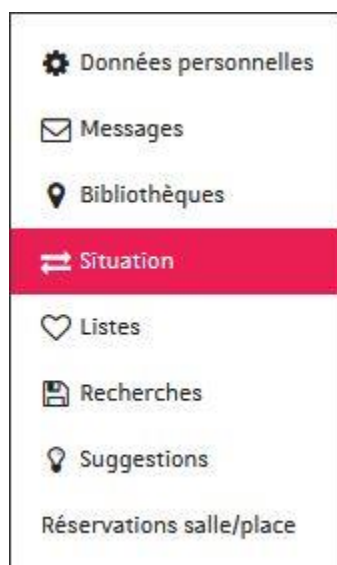 Données personnelles
Messages
Bibliothèques
Situation
Listes
Recherches
Suggestions
Réservations salle/place